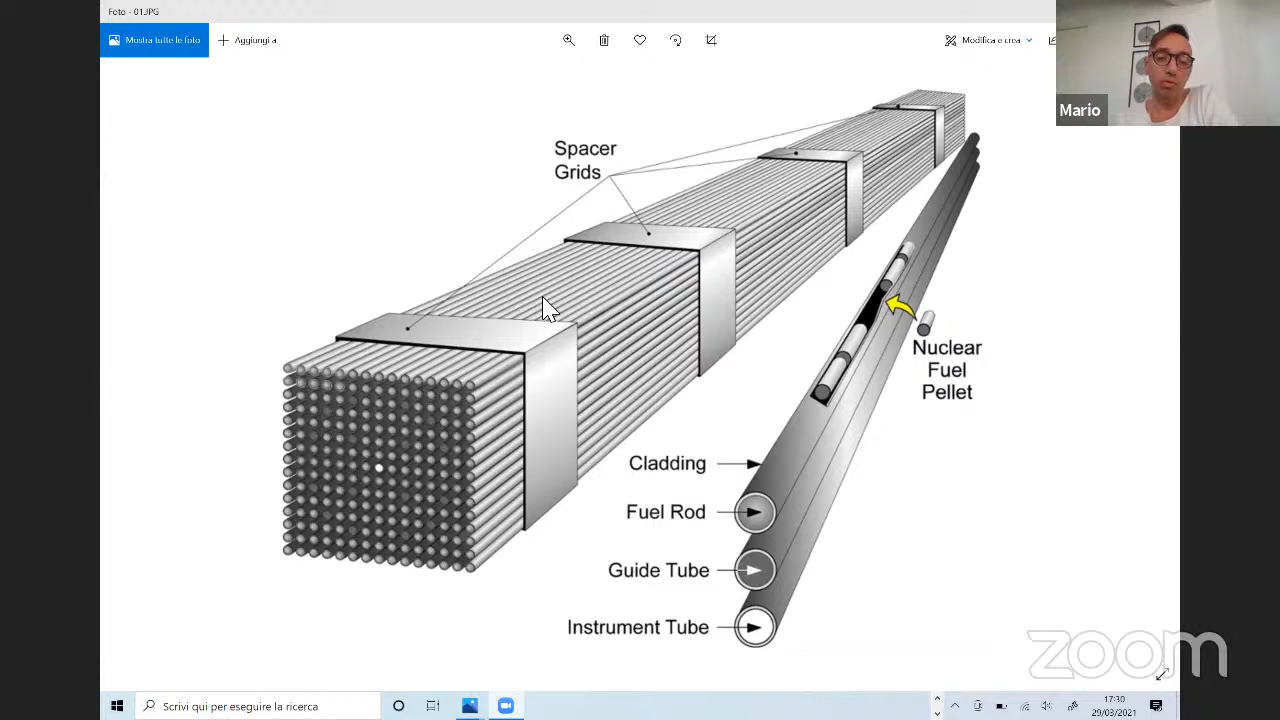 Foto - 01.JPG
Mostra tutte le foto
Aggiungi a
Modifica e crea
Mario
Spacer
Grids
Nuclear
Fuel
Pellet
Cladding
Fuel Rod
Guide Tube
Instrument Tube
zoom
Scrivi qui per eseguire la ricerca
17:30
29/03/2021